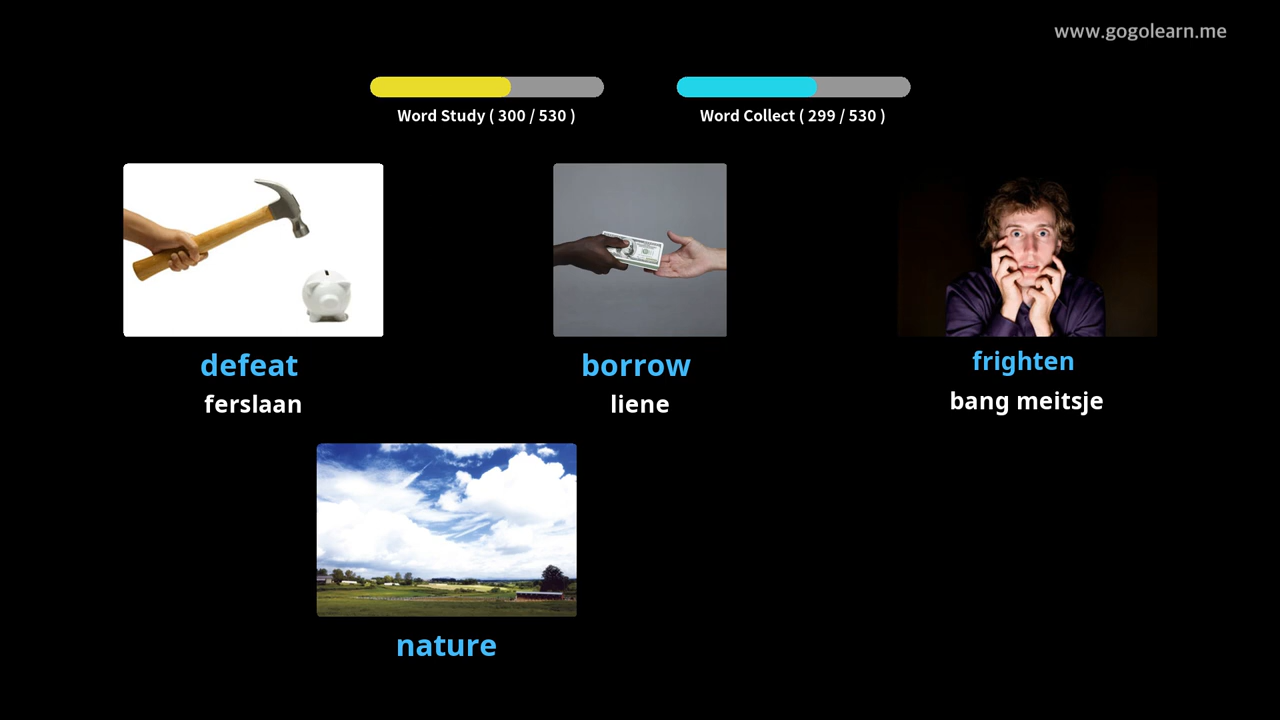 www.gogolearn.me
Word Study ( 300 / 530 )
Word Collect ( 299 / 530 )
defeat
ferslaan
borrow
liene
frighten
bang meitsje
nature